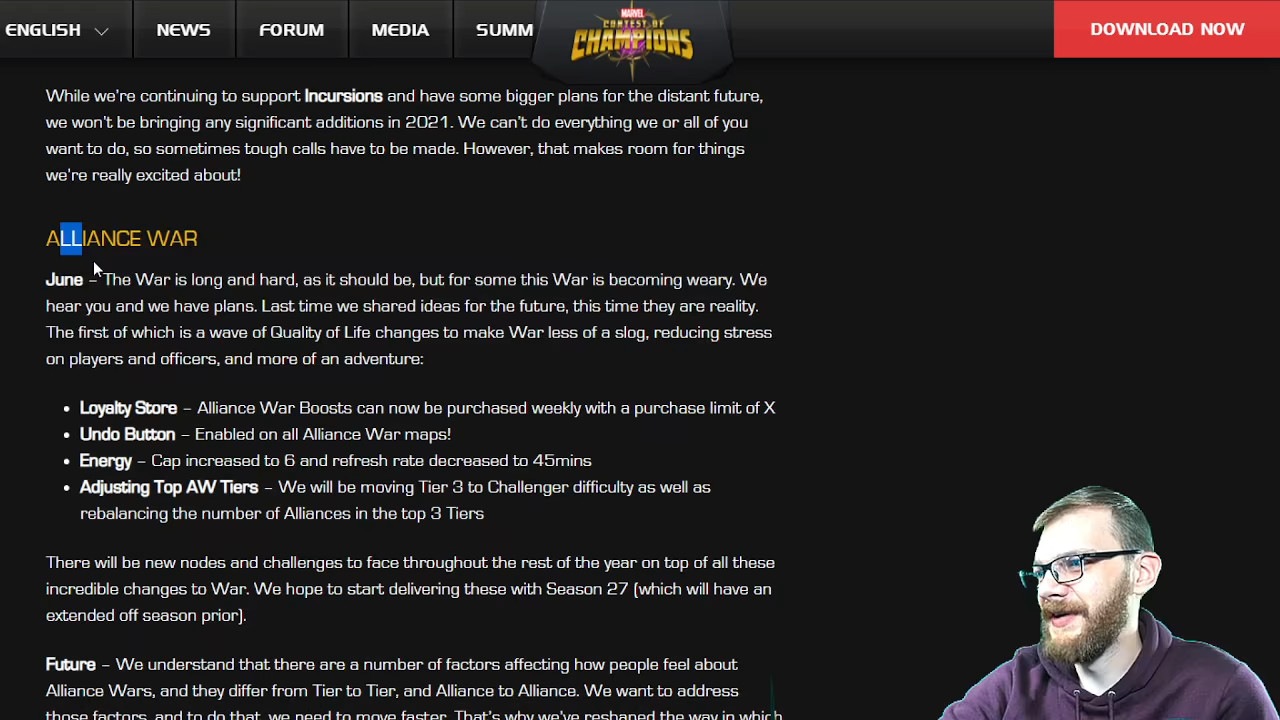 ENGLISH NEWS FORUM MEDIA SUMM MARVEL CONTEST OF CHAMPIONS DOWNLOAD NOW
While we're continuing to support Incursions and have some bigger plans for the distant future,
we won't be bringing any significant additions in 2021. We can't do everything we or all of you
want to do, so sometimes tough calls have to be made. However, that makes room for things
we're really excited about!
ALLIANCE WAR
June – The War is long and hard, as it should be, but for some this War is becoming weary. We
hear you and we have plans. Last time we shared ideas for the future, this time they are reality.
The first of which is a wave of Quality of Life changes to make War less of a slog, reducing stress
on players and officers, and more of an adventure:
• Loyalty Store – Alliance War Boosts can now be purchased weekly with a purchase limit of X
• Undo Button – Enabled on all Alliance War maps!
• Energy – Cap increased to 6 and refresh rate decreased to 45mins
• Adjusting Top AW Tiers – We will be moving Tier 3 to Challenger difficulty as well as
rebalancing the number of Alliances in the top 3 Tiers
There will be new nodes and challenges to face throughout the rest of the year on top of all these
incredible changes to War. We hope to start delivering these with Season 27 (which will have an
extended off season prior).
Future – We understand that there are a number of factors affecting how people feel about
Alliance Wars, and they differ from Tier to Tier, and Alliance to Alliance. We want to address
those factors, and to do that, we need to move faster. That's why we've reshaped the way in which